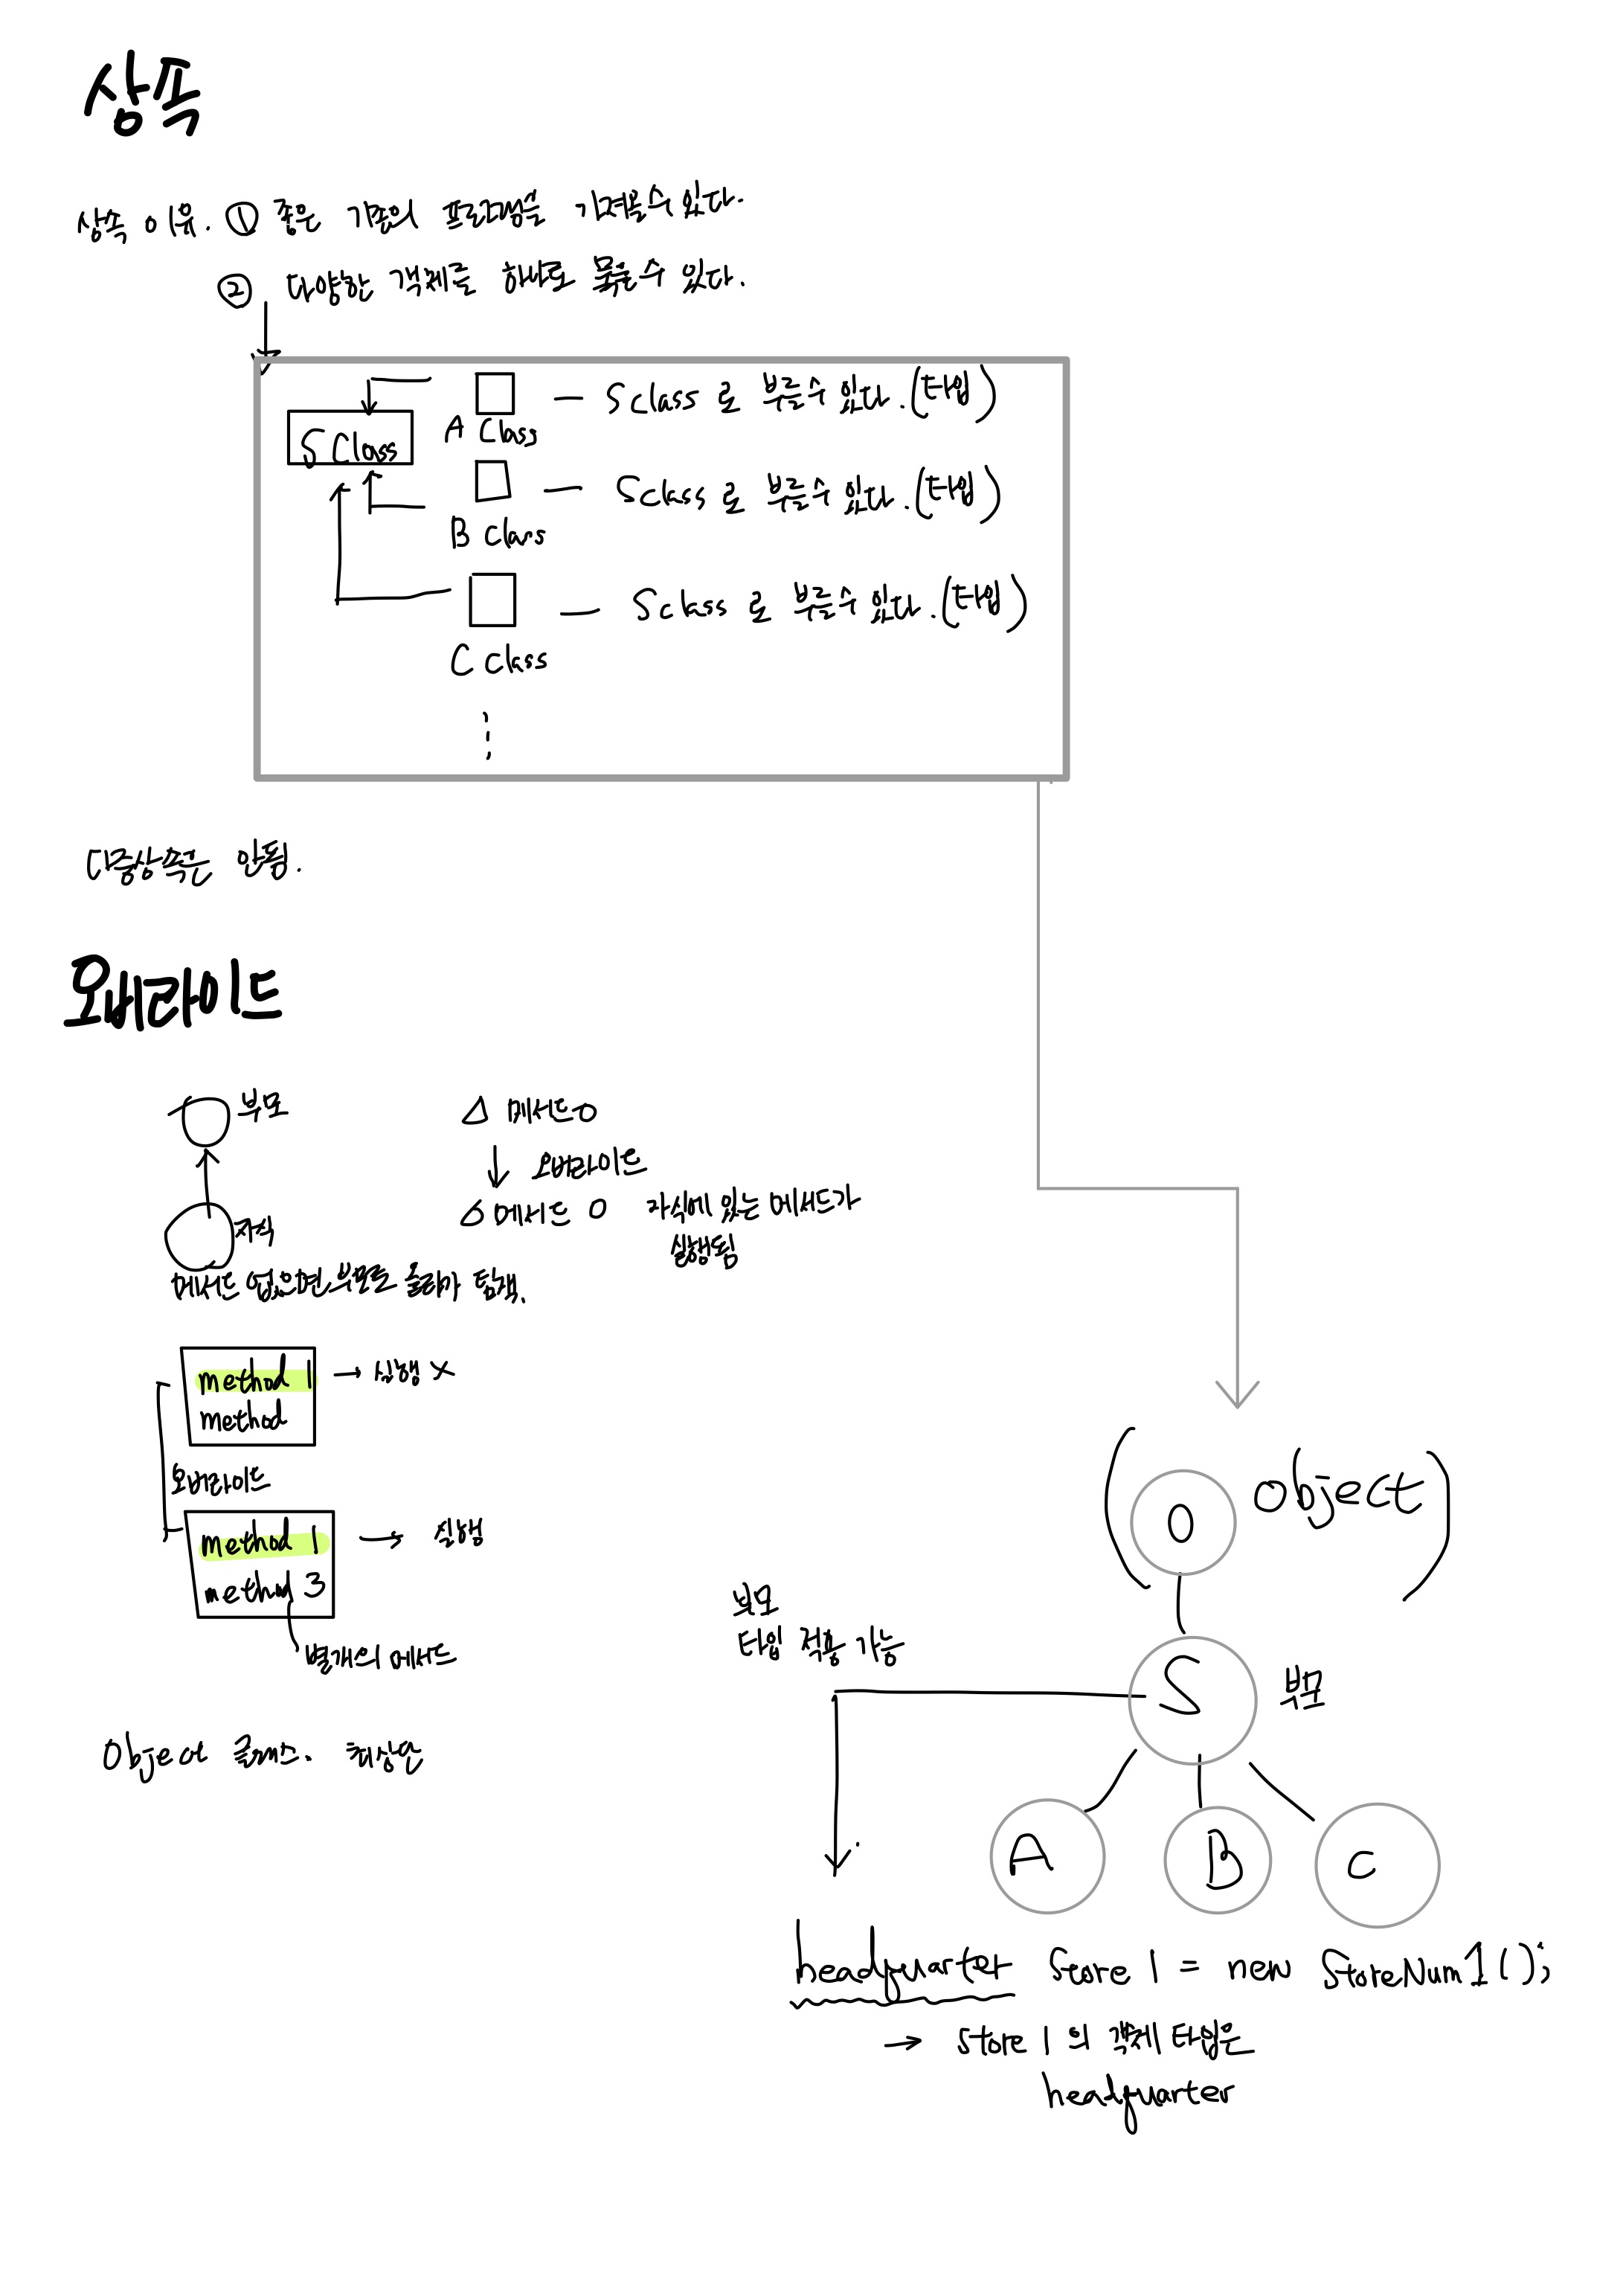 상속
상속 이유. ① 좋은 기존의 프로그램을 가져올수 있다.
② 다양한 객체를 하나로 묶을수 있다.
A Class — S class 로 부를수 있다. (타입)
S Class
B class — S class 로 부를수 있다. (타입)
C class — S class 로 부를수 있다. (타입)
다중상속은 안됨.
오버라이드
부모
자식
메서드 없으면 부모로 올라가 탐색.
△ 메서드 O
↓ 오버라이드
△ 메서드 O 자식에 있는 메서드가
실행됨
method 1 → 실행 X
method
오버라이드
method 1 → 실행
method 3
별개의 메서드
Object 클래스. 최상단
(O object)
부모
타입 적용 가능
S 부모
A B C
headquarter Store 1 = new StoreNum1();
→ Store 1 의 객체 타입은
headquarter